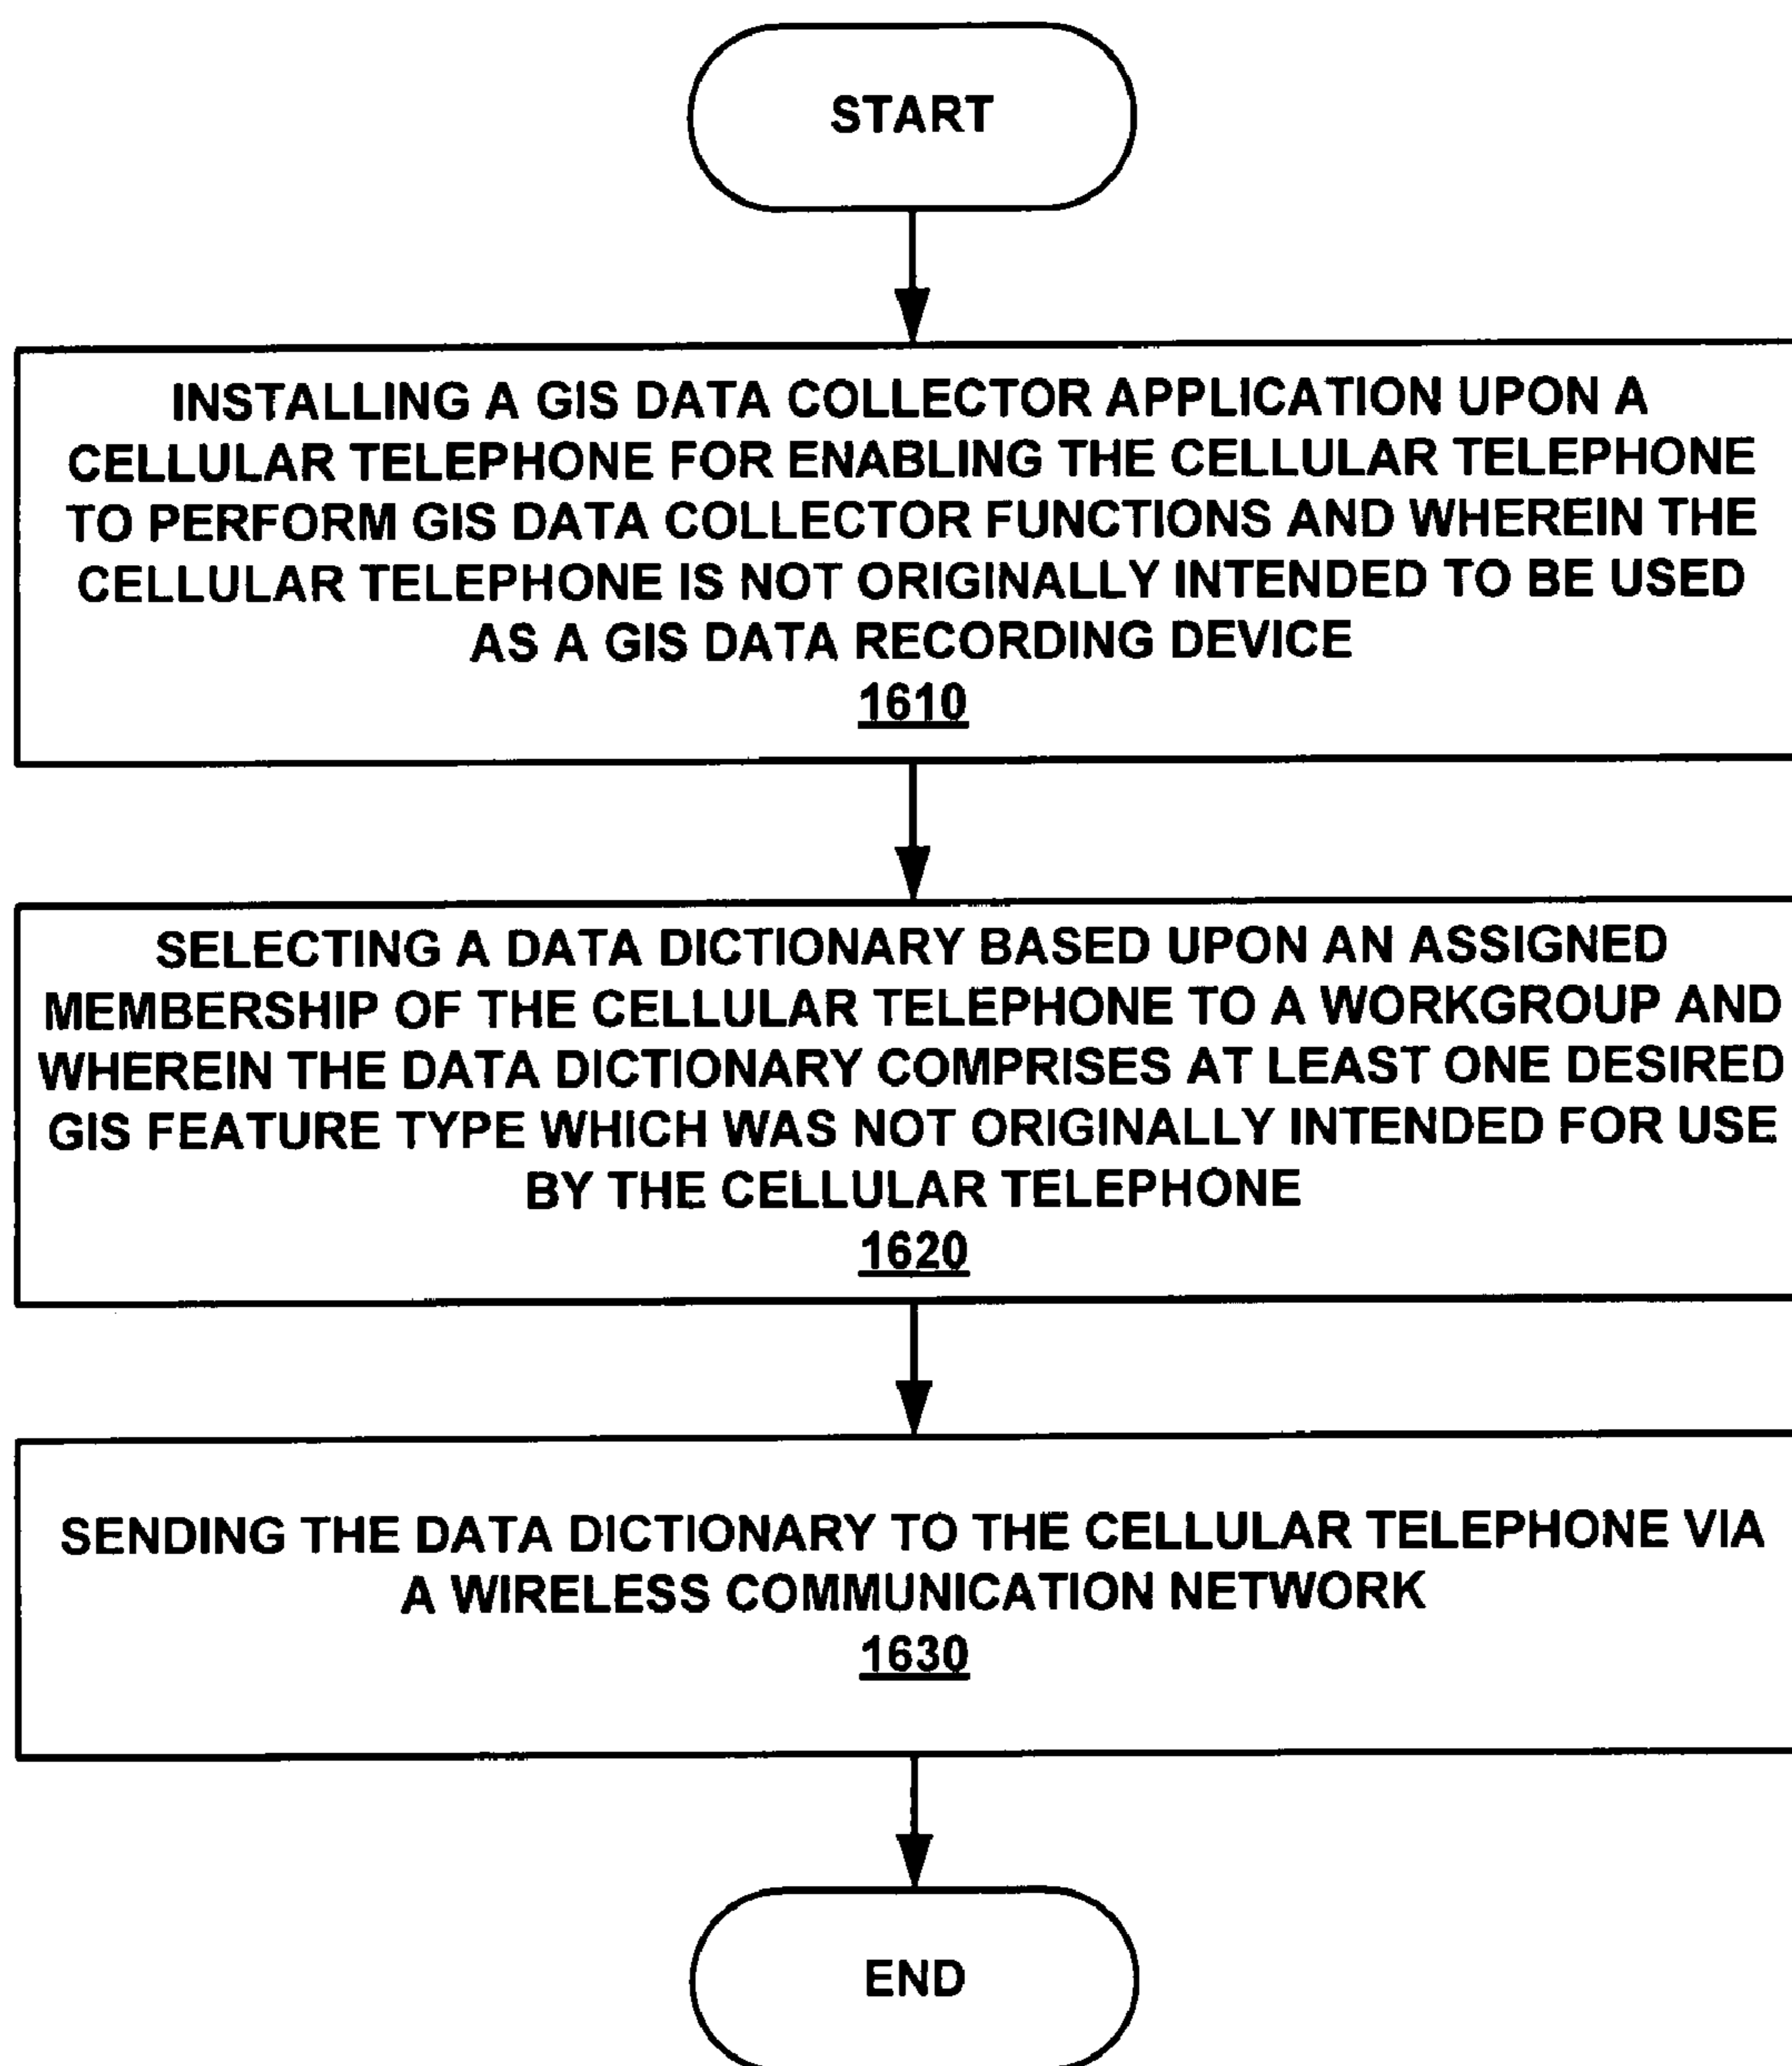 START
INSTALLING A GIS DATA COLLECTOR APPLICATION UPON A
CELLULAR TELEPHONE FOR ENABLING THE CELLULAR TELEPHONE
TO PERFORM GIS DATA COLLECTOR FUNCTIONS AND WHEREIN THE
CELLULAR TELEPHONE IS NOT ORIGINALLY INTENDED TO BE USED
AS A GIS DATA RECORDING DEVICE
1610
SELECTING A DATA DICTIONARY BASED UPON AN ASSIGNED
MEMBERSHIP OF THE CELLULAR TELEPHONE TO A WORKGROUP AND
WHEREIN THE DATA DICTIONARY COMPRISES AT LEAST ONE DESIRED
GIS FEATURE TYPE WHICH WAS NOT ORIGINALLY INTENDED FOR USE
BY THE CELLULAR TELEPHONE
1620
SENDING THE DATA DICTIONARY TO THE CELLULAR TELEPHONE VIA
A WIRELESS COMMUNICATION NETWORK
1630
END